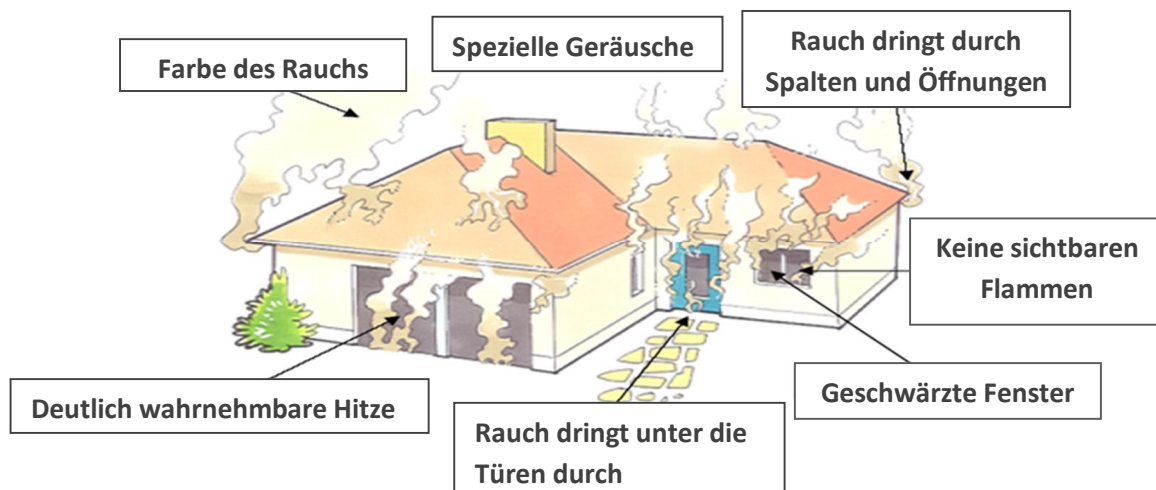 Farbe des Rauchs
Spezielle Geräusche
Rauch dringt durch
Spalten und Öffnungen
Keine sichtbaren
Flammen
Deutlich wahrnehmbare Hitze
Geschwärzte Fenster
Rauch dringt unter die
Türen durch